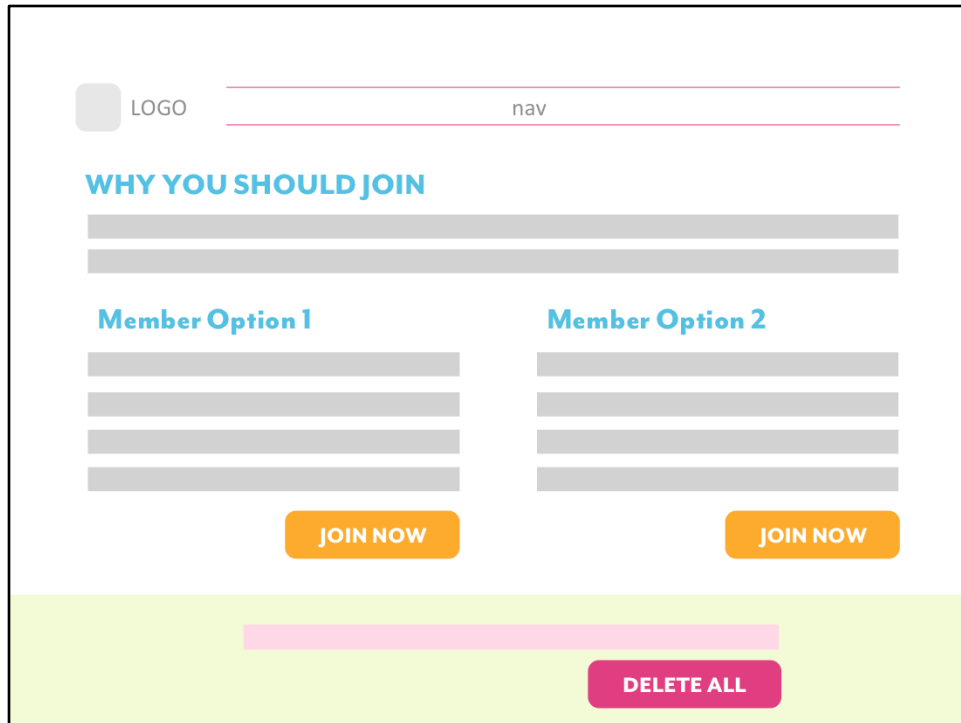 LOGO
nav
WHY YOU SHOULD JOIN
Member Option 1
Member Option 2
JOIN NOW
JOIN NOW
DELETE ALL